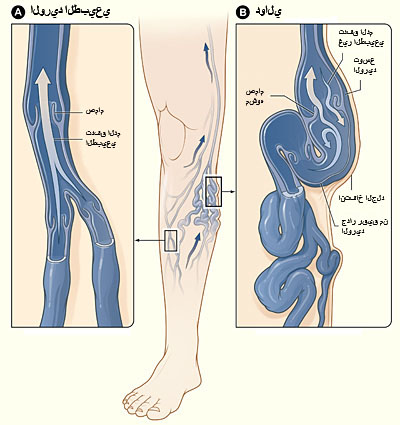 A الوريد الطبيعي
صمام
تدفق الدم
الطبيعي
B دوالي
تدفق الدم
غير الطبيعي
توسع
الوريد
صمام
مشوه
انتفاخ الجلد
جدار رقيق من
الوريد